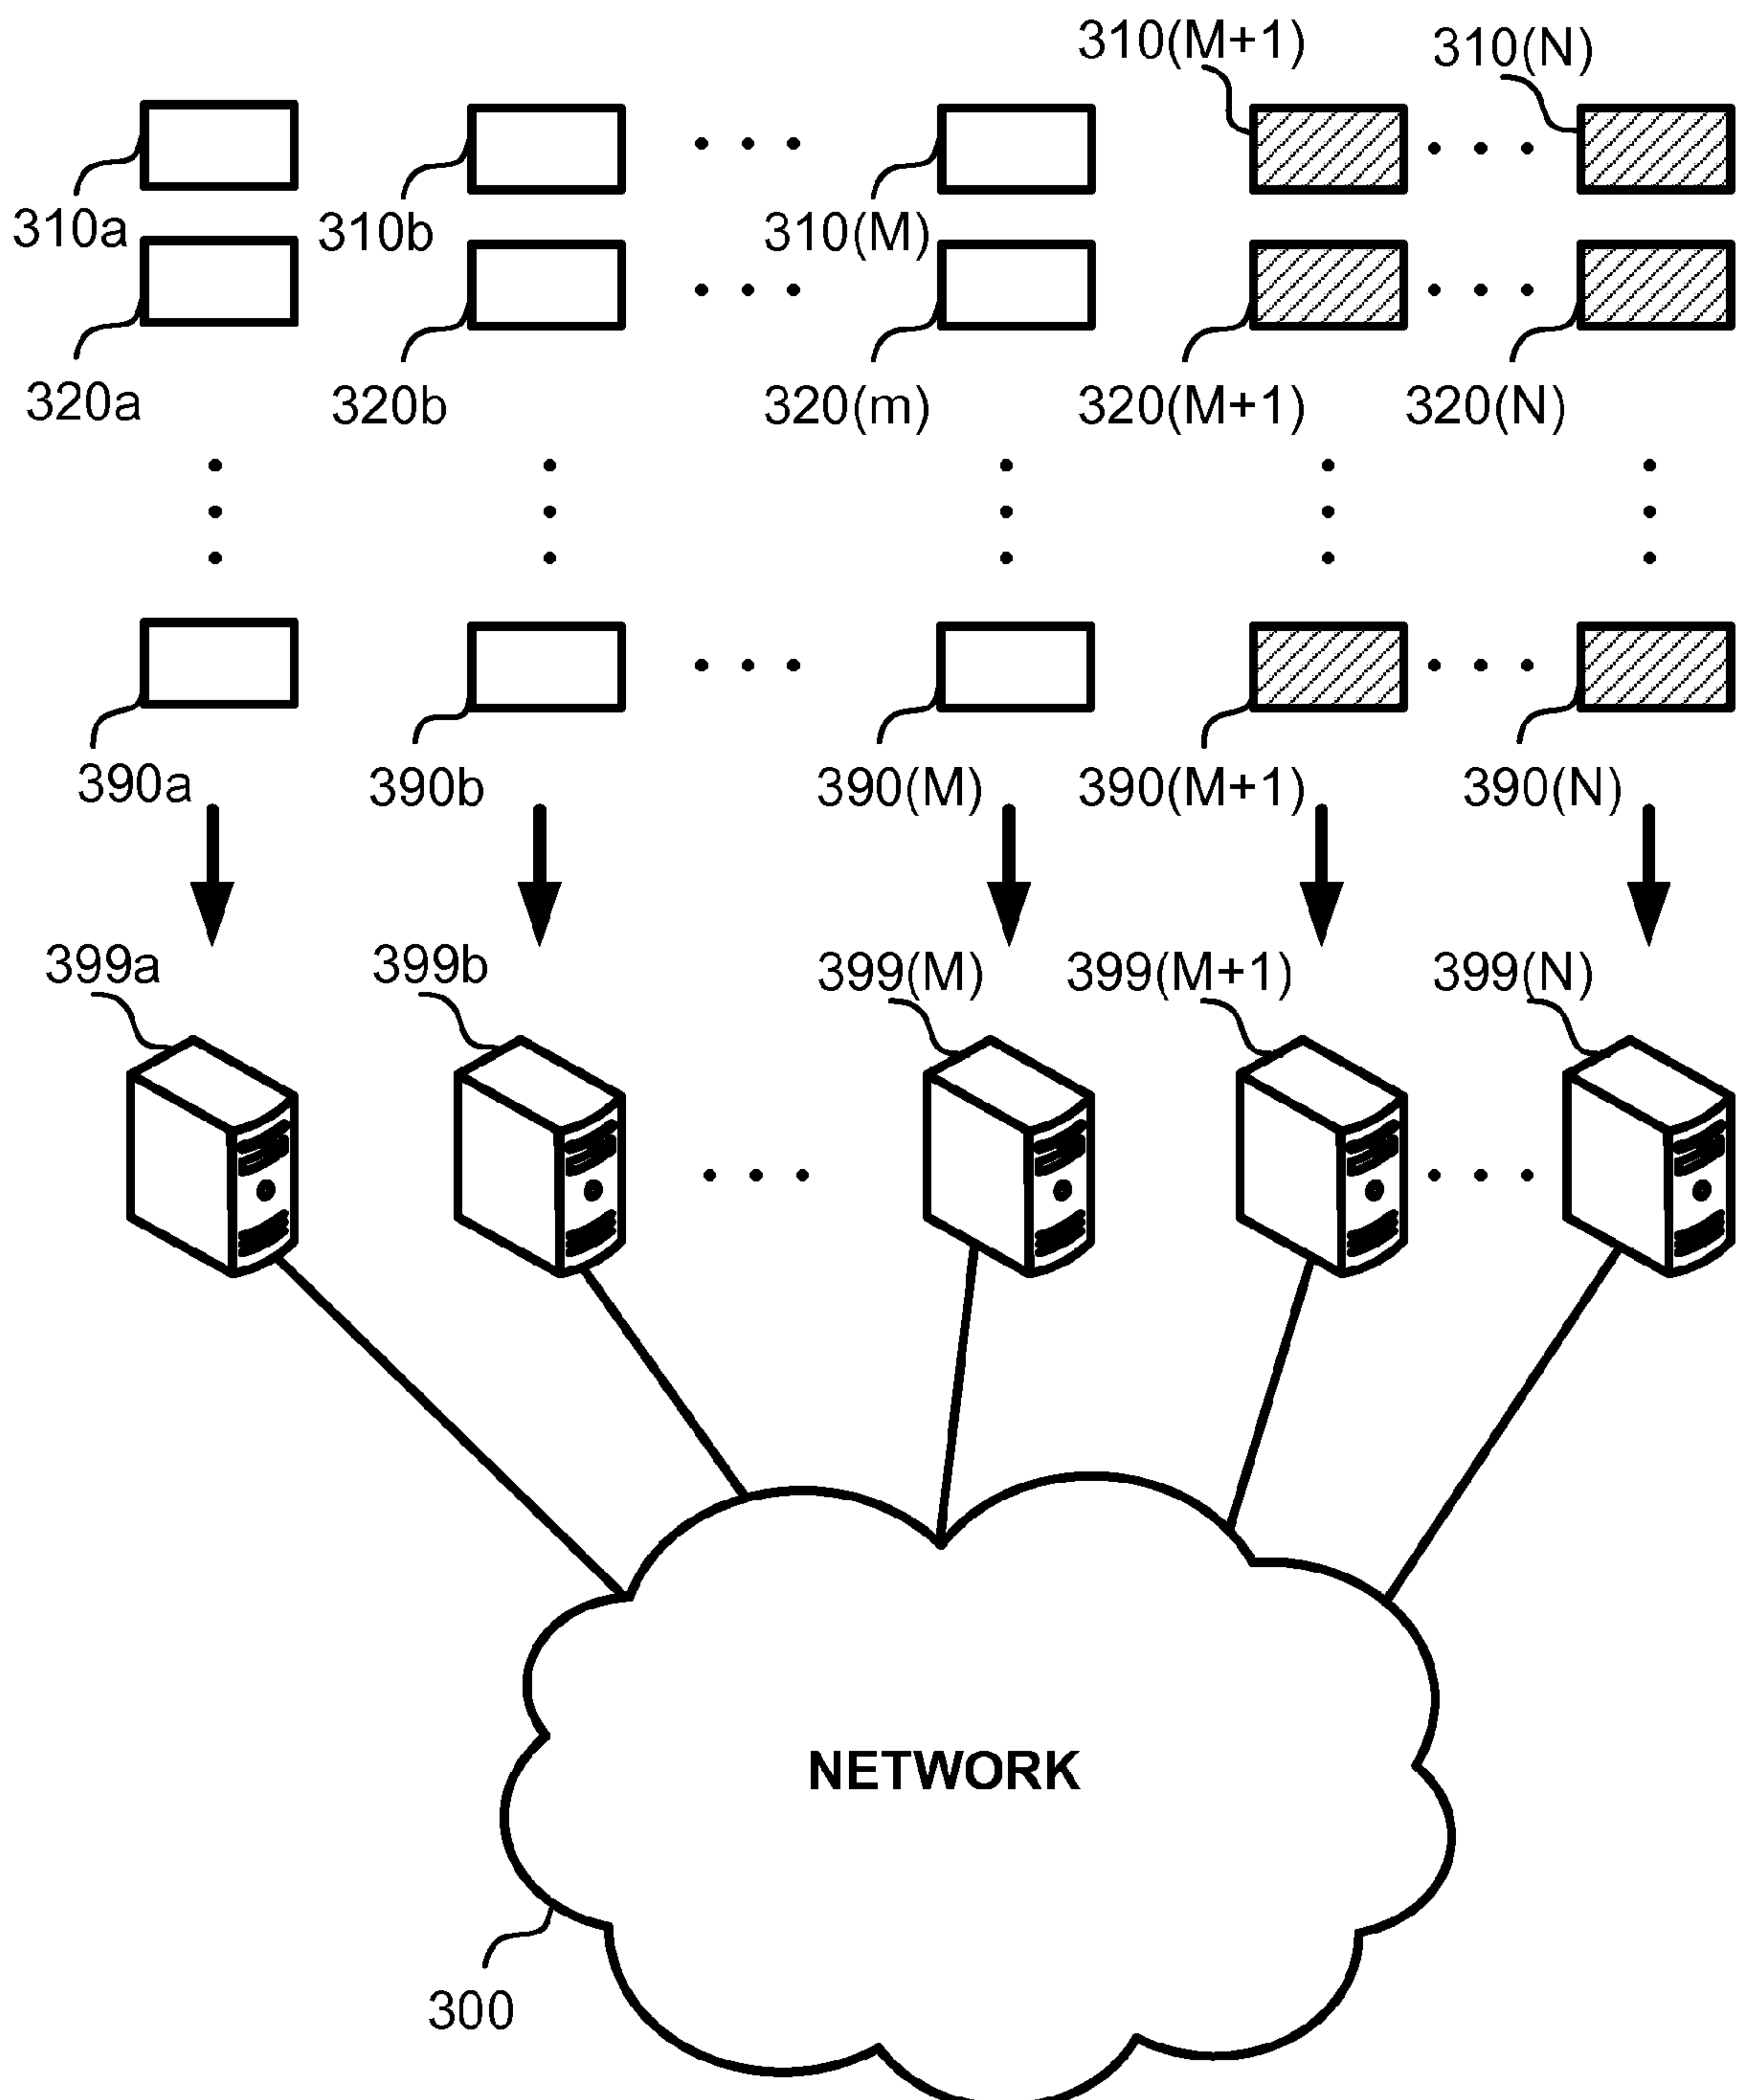 310(M+1) 310(N)
310a 310b 310(M)
320a 320b 320(m) 320(M+1) 320(N)
390a 390b 390(M) 390(M+1) 390(N)
399a 399b 399(M) 399(M+1) 399(N)
NETWORK
300